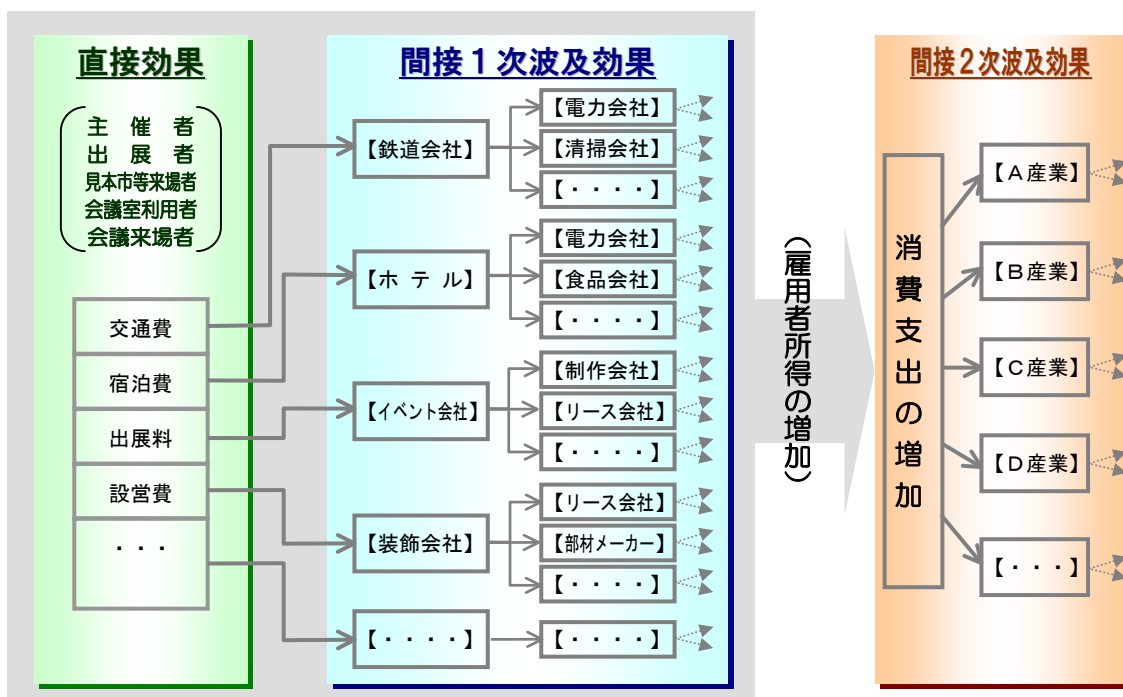 直接効果
主催者
出展者
見本市等来場者
会議室利用者
会議来場者
交通費
宿泊費
出展料
設営費
・・・
間接１次波及効果
【鉄道会社】
【電力会社】
【清掃会社】
【・・・・】
【ホテル】
【電力会社】
【食品会社】
【・・・・】
【イベント会社】
【制作会社】
【リース会社】
【・・・・】
【装飾会社】
【リース会社】
【部材メーカー】
【・・・・】
【・・・・】
【・・・・】
（雇用者所得の増加）
間接２次波及効果
消費支出の増加
【Ａ産業】
【Ｂ産業】
【Ｃ産業】
【Ｄ産業】
【・・・】